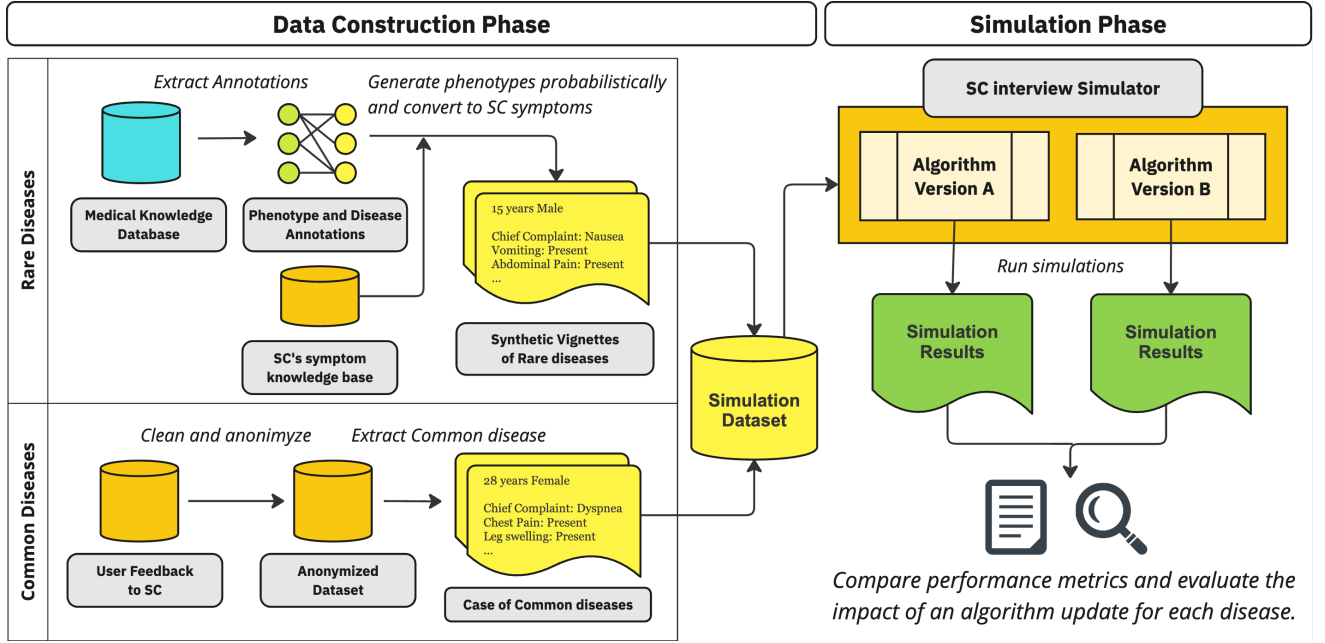 Data Construction Phase
Simulation Phase
Rare Diseases
Extract Annotations
Generate phenotypes probabilistically
and convert to SC symptoms
Medical Knowledge
Database
Phenotype and Disease
Annotations
SC's symptom
knowledge base
15 years Male
Chief Complaint: Nausea
Vomiting: Present
Abdominal Pain: Present
...
Synthetic Vignettes
of Rare diseases
Common Diseases
Clean and anonimyze
Extract Common disease
User Feedback
to SC
Anonymized
Dataset
28 years Female
Chief Complaint: Dyspnea
Chest Pain: Present
Leg swelling: Present
...
Case of Common diseases
Simulation
Dataset
SC interview Simulator
Algorithm
Version A
Algorithm
Version B
Run simulations
Simulation
Results
Simulation
Results
Compare performance metrics and evaluate the
impact of an algorithm update for each disease.